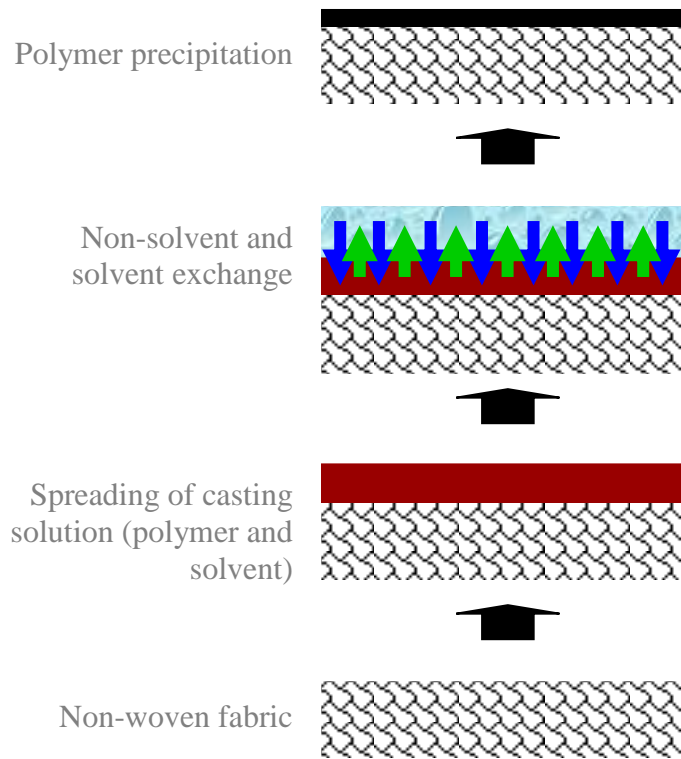 Polymer precipitation
Non-solvent and
solvent exchange
Spreading of casting
solution (polymer and
solvent)
Non-woven fabric